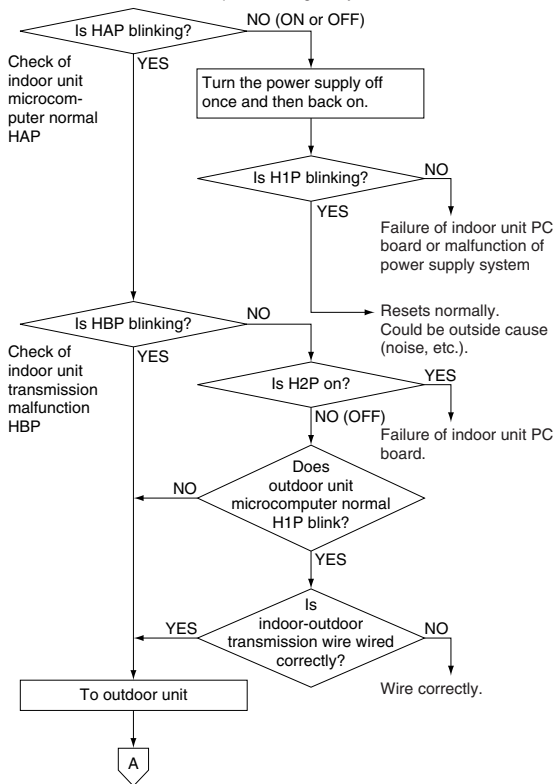 Is HAP blinking?
NO (ON or OFF)
YES
Check of
indoor unit
microcom-
puter normal
HAP
Turn the power supply off
once and then back on.
Is H1P blinking?
NO
YES
Failure of indoor unit PC
board or malfunction of
power supply system
Resets normally.
Could be outside cause
(noise, etc.).
Is HBP blinking?
NO
YES
Check of
indoor unit
transmission
malfunction
HBP
Is H2P on?
YES
NO (OFF)
Failure of indoor unit PC
board.
Does
outdoor unit
microcomputer normal
H1P blink?
NO
YES
Is
indoor-outdoor
transmission wire wired
correctly?
YES
NO
Wire correctly.
To outdoor unit
A